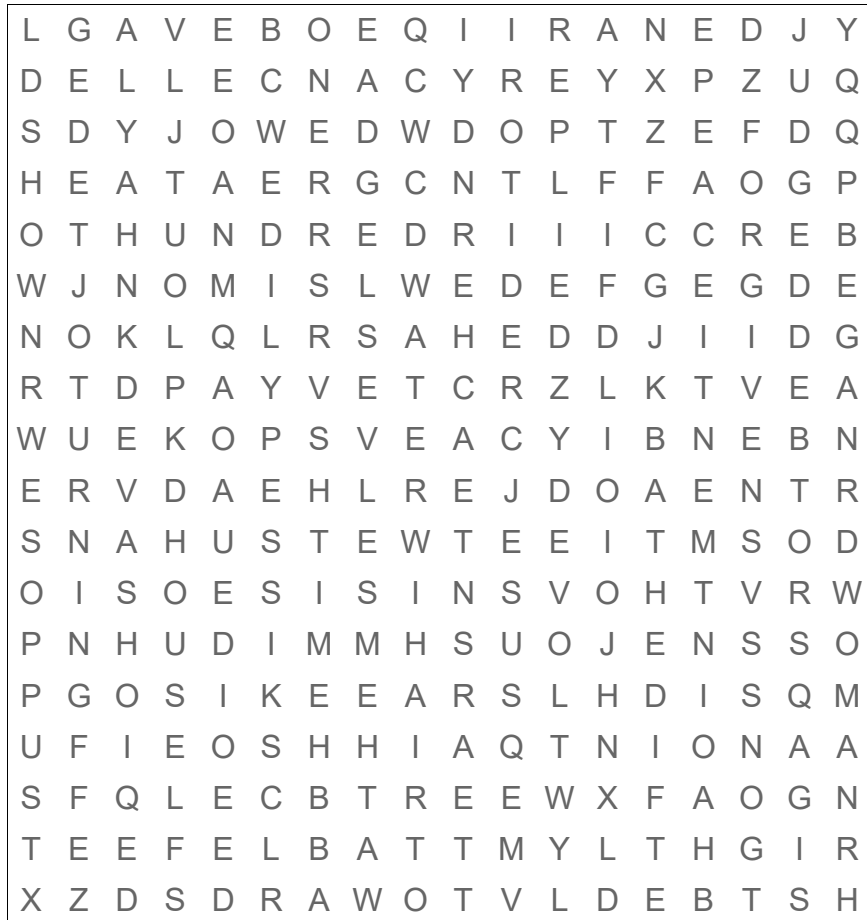 L G A V E B O E Q I I R A N E D J Y
D E L L E C N A C Y R E Y X P Z U Q
S D Y J O W E D W D O P T Z E F D Q
H E A T A E R G C N T L F F A O G P
O T H U N D R E D R I I I C C R E B
W J N O M I S L W E D E F G E G D E
N O K L Q L R S A H E D D J I I D G
R T D P A Y V E T C R Z L K T V E A
W U E K O P S V E A C Y I B N E B N
E R V D A E H L R E J D O A E N T R
S N A H U S T E W T E E I T M S O D
O I S O E S I S I N S V O H T V R W
P N H U D I M M H S U O J E N S S O
P G O S I K E E A R S L H D I S Q M
U F I E O S H H I A Q T N I O N A A
S F Q L E C B T R E E W X F A O G N
T E E F E L B A T T M Y L T H G I R
X Z D S D R A W O T V L D E B T S H